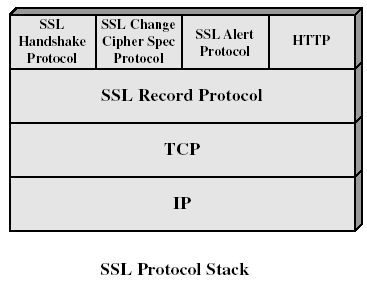 SSL
Handshake
Protocol
SSL Change
Cipher Spec
Protocol
SSL Alert
Protocol
HTTP
SSL Record Protocol
TCP
IP
SSL Protocol Stack